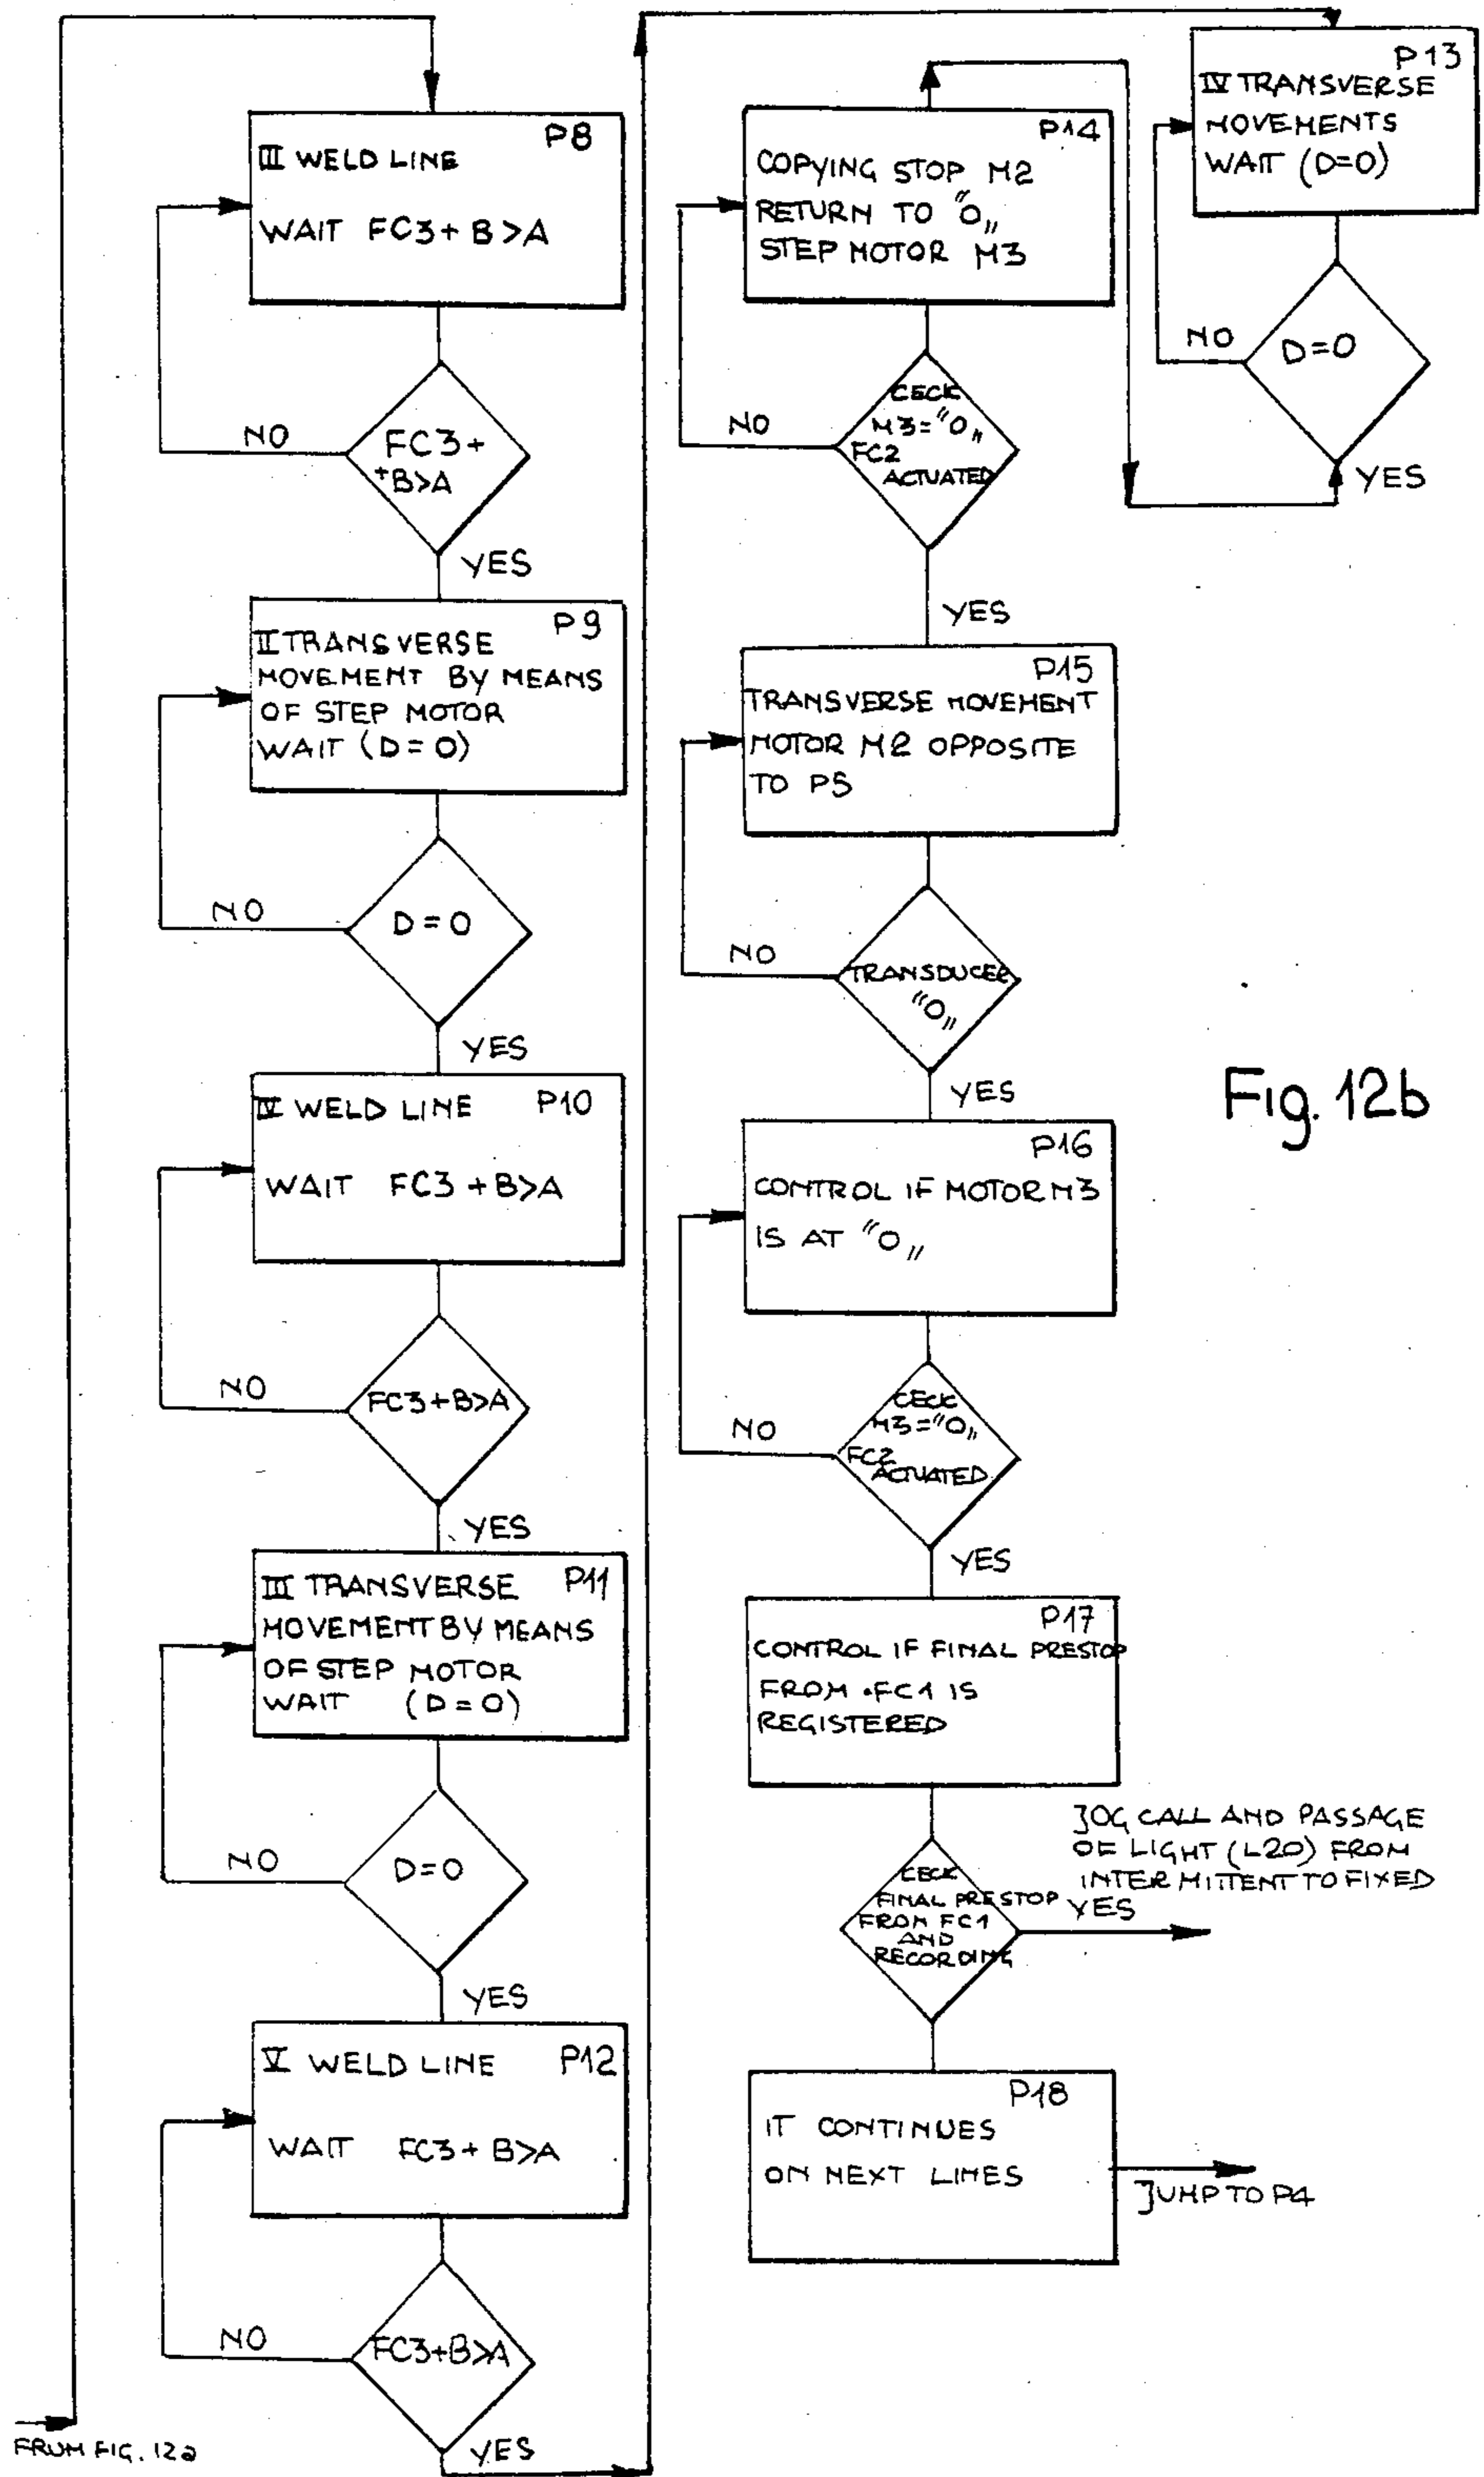 P8
III WELD LINE
WAIT FC3+ B>A
NO
FC3+
+B>A
YES
P9
II TRANSVERSE
MOVEMENT BY MEANS
OF STEP MOTOR
WAIT (D=0)
NO
D=0
YES
IV WELD LINE P10
WAIT FC3 +B>A
NO
FC3+B>A
YES
III TRANSVERSE P11
MOVEMENT BY MEANS
OF STEP MOTOR
WAIT (D=0)
NO
D=0
YES
V WELD LINE P12
WAIT FC3+ B>A
NO
FC3+B>A
YES
FRUM FIG. 12a
P13
IV TRANSVERSE
MOVEMENTS
WAIT (D=0)
NO
D=0
YES
P14
COPYING STOP M2
RETURN TO "0„
STEP MOTOR M3
NO
CECK
M3="0„
FC2
ACTUATED
YES
P15
TRANSVERSE MOVEMENT
MOTOR M2 OPPOSITE
TO P5
NO
TRANSDUCER
"0„
YES
P16
CONTROL IF MOTOR M3
IS AT "0„
NO
CECK
M3="0„
FC2
ACTUATED
YES
P17
CONTROL IF FINAL PRESTOP
FROM .FC1 IS
REGISTERED
JOG CALL AND PASSAGE
OF LIGHT (L20) FROM
INTERMITTENT TO FIXED
YES
CECK
FINAL PRESTOP
FROM FC1
AND
RECORDING
P18
IT CONTINUES
ON NEXT LINES
JUMP TO P4
Fig. 12b